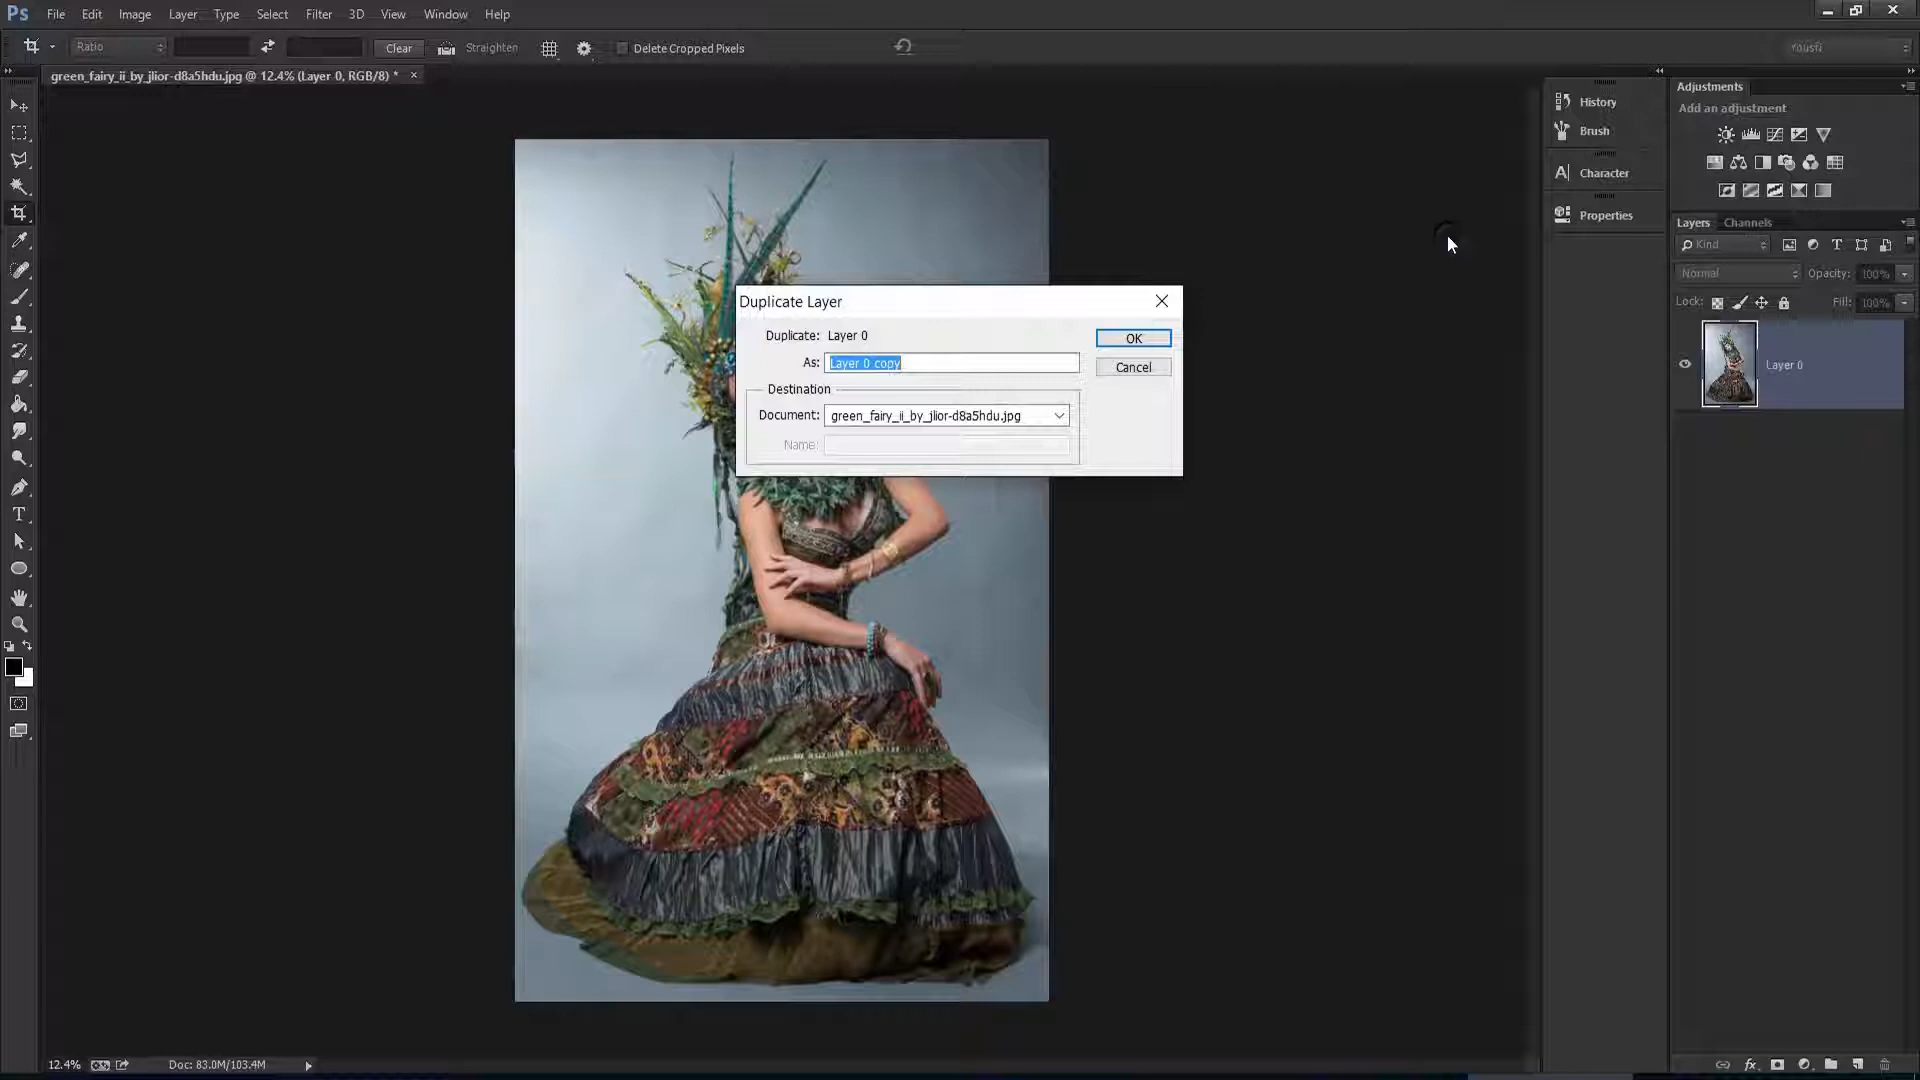 Ps File Edit Image Layer Type Select Filter 3D View Window Help
Ratio Clear Straighten Delete Cropped Pixels Yousfi
green_fairy_ii_by_jlior-d8a5hdu.jpg @ 12.4% (Layer 0, RGB/8) * ×
History
Brush
Character
Properties
Adjustments
Add an adjustment
Layers Channels
Kind
Normal Opacity: 100%
Lock: Fill: 100%
Layer 0
Duplicate Layer
Duplicate: Layer 0
As: Layer 0 copy
Destination
Document: green_fairy_ii_by_jlior-d8a5hdu.jpg
Name:
OK
Cancel
12.4% Doc: 83.0M/103.4M